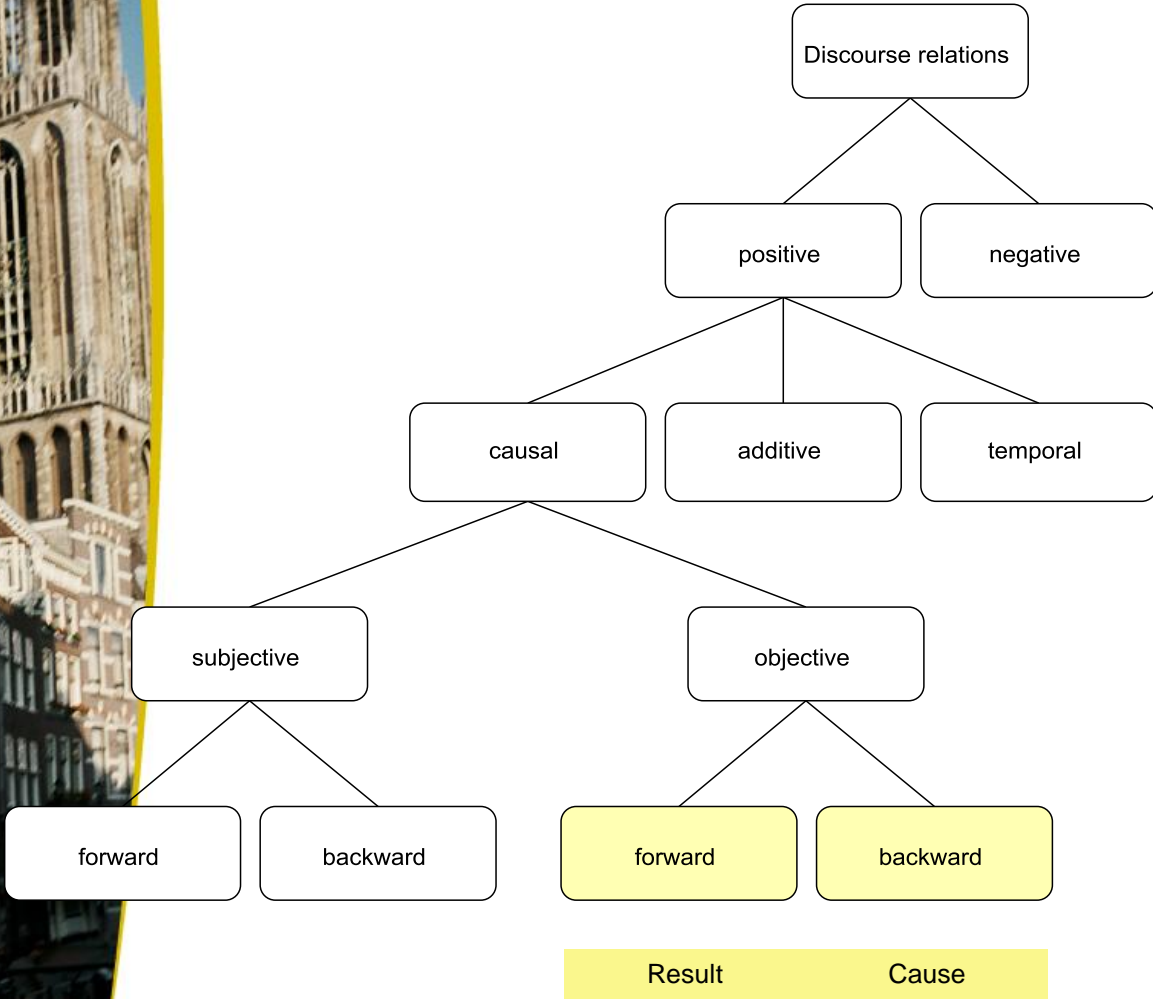 Discourse relations
positive negative
causal additive temporal
subjective objective
forward backward forward backward
Result Cause